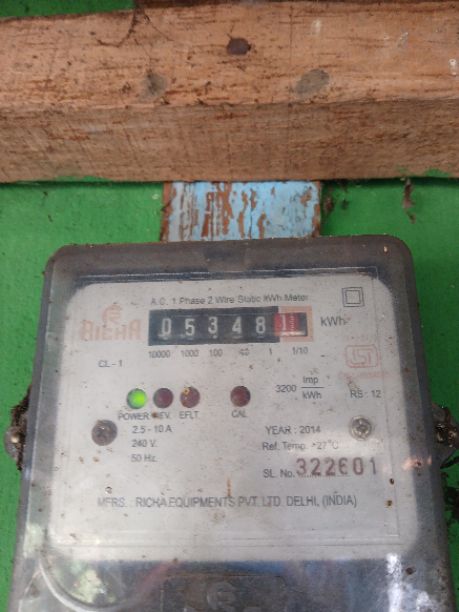 A.C. 1 Phase 2 Wire Static kWh Meter
RICHA
05348
kWh
10000 1000 100 10 1 1/10
CL - 1
3200 Imp/kWh
RS : 12
POWER REV. EFLT. CAL
2.5 - 10 A
240 V.
50 Hz.
YEAR : 2014
Ref. Temp. : 27°C
SL. No. 322601
MFRS. : RICHA EQUIPMENTS PVT. LTD. DELHI, (INDIA)